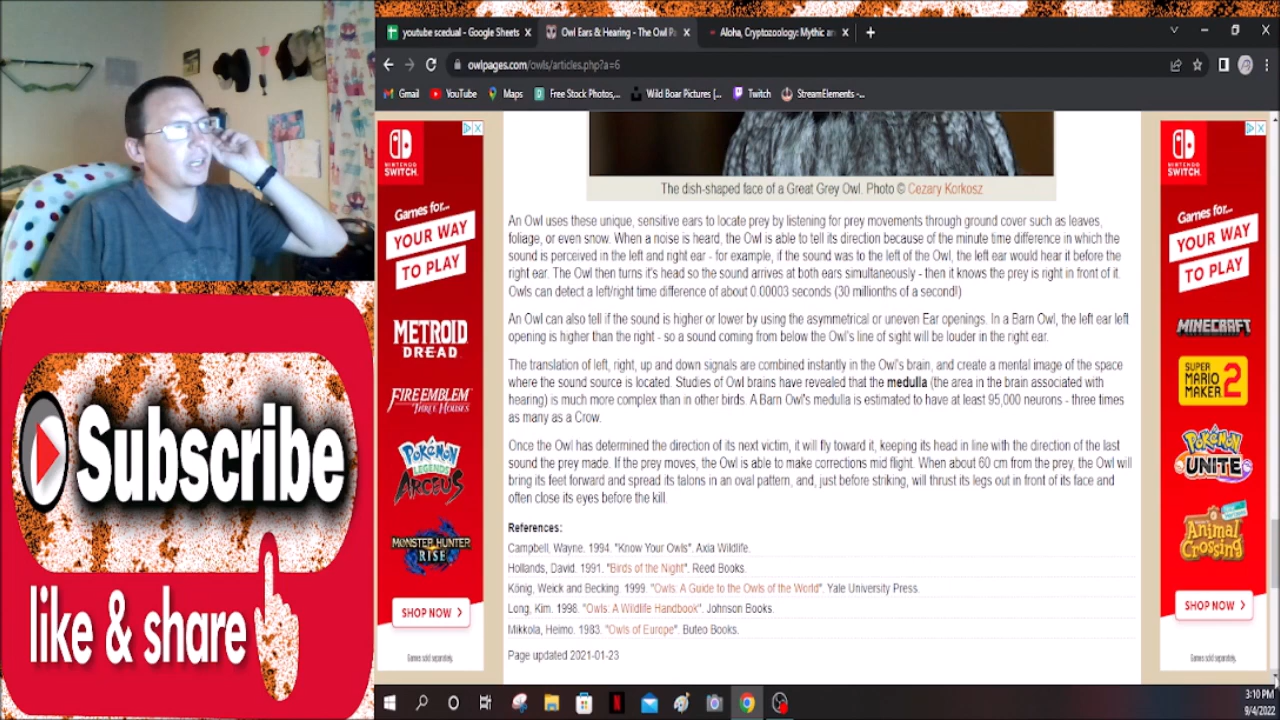 youtube scedual - Google Sheets
Owl Ears & Hearing - The Owl Pa
Aloha, Cryptozoology: Mythic an
owlpages.com/owls/articles.php?a=6
Gmail
YouTube
Maps
Free Stock Photos,...
Wild Boar Pictures |...
Twitch
StreamElements -...
The dish-shaped face of a Great Grey Owl. Photo © Cezary Korkosz
An Owl uses these unique, sensitive ears to locate prey by listening for prey movements through ground cover such as leaves,
foliage, or even snow. When a noise is heard, the Owl is able to tell its direction because of the minute time difference in which the
sound is perceived in the left and right ear - for example, if the sound was to the left of the Owl, the left ear would hear it before the
right ear. The Owl then turns it's head so the sound arrives at both ears simultaneously - then it knows the prey is right in front of it.
Owls can detect a left/right time difference of about 0.00003 seconds (30 millionths of a second!)
An Owl can also tell if the sound is higher or lower by using the asymmetrical or uneven Ear openings. In a Barn Owl, the left ear left
opening is higher than the right - so a sound coming from below the Owl's line of sight will be louder in the right ear.
The translation of left, right, up and down signals are combined instantly in the Owl's brain, and create a mental image of the space
where the sound source is located. Studies of Owl brains have revealed that the medulla (the area in the brain associated with
hearing) is much more complex than in other birds. A Barn Owl's medulla is estimated to have at least 95,000 neurons - three times
as many as a Crow.
Once the Owl has determined the direction of its next victim, it will fly toward it, keeping its head in line with the direction of the last
sound the prey made. If the prey moves, the Owl is able to make corrections mid flight. When about 60 cm from the prey, the Owl will
bring its feet forward and spread its talons in an oval pattern, and, just before striking, will thrust its legs out in front of its face and
often close its eyes before the kill.
References:
Campbell, Wayne. 1994. "Know Your Owls". Axia Wildlife.
Hollands, David. 1991. "Birds of the Night". Reed Books.
König, Weick and Becking. 1999. "Owls: A Guide to the Owls of the World". Yale University Press.
Long, Kim. 1998. "Owls: A Wildlife Handbook". Johnson Books.
Mikkola, Heimo. 1983. "Owls of Europe". Buteo Books.
Page updated 2021-01-23
NINTENDO
SWITCH
Games for...
YOUR WAY
TO PLAY
METROID
DREAD
FIRE EMBLEM
THREE HOUSES
POKÉMON
LEGENDS
ARCEUS
MONSTER HUNTER
RISE
SHOP NOW >
Games sold separately.
NINTENDO
SWITCH
Games for...
YOUR WAY
TO PLAY
MINECRAFT
SUPER
MARIO
MAKER 2
POKÉMON
UNITE
Animal
Crossing
SHOP NOW >
Games sold separately.
Subscribe
like & share
3:10 PM
9/4/2022